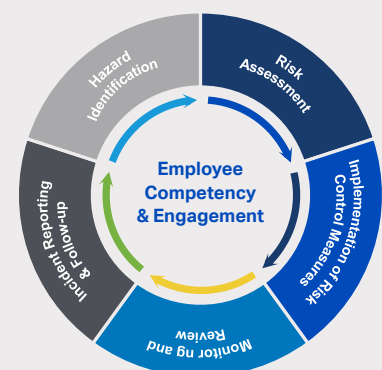 Hazard
Identification
Risk
Assessment
Implementation of Risk
Control Measures
Monitor ng and
Review
Incident Reporting
& Follow-up
Employee
Competency
& Engagement